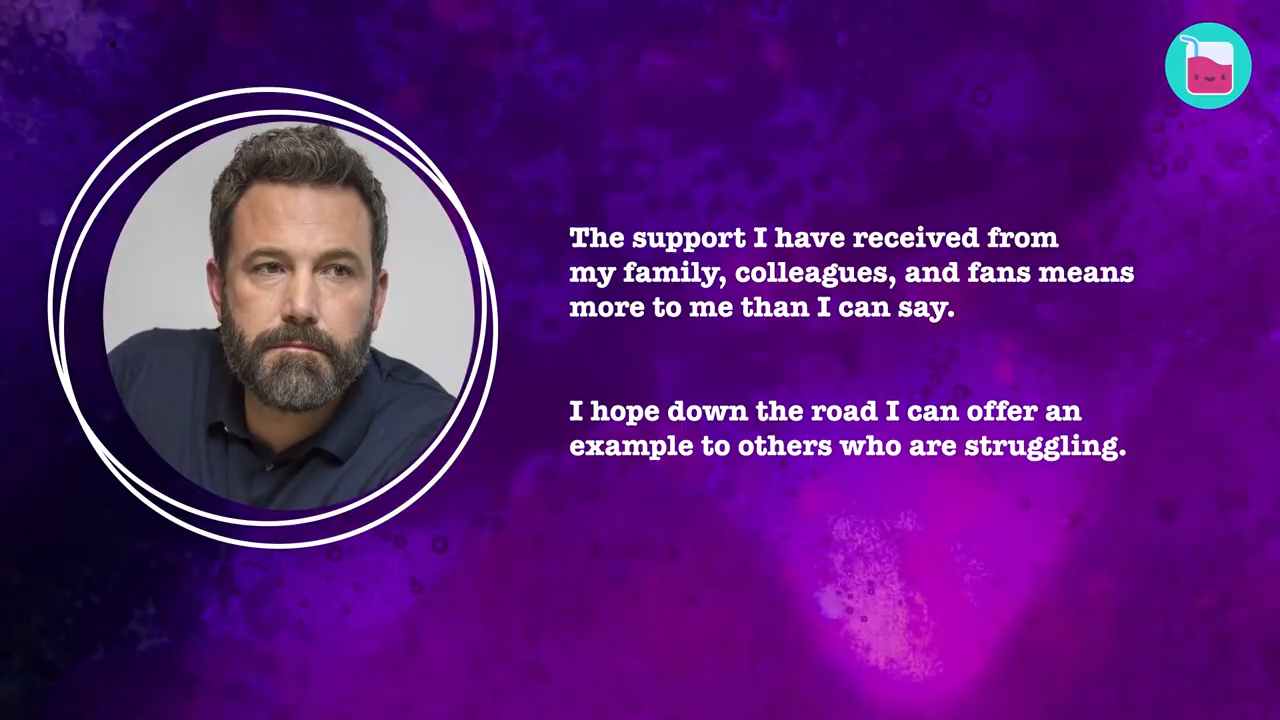 The support I have received from
my family, colleagues, and fans means
more to me than I can say.
I hope down the road I can offer an
example to others who are struggling.